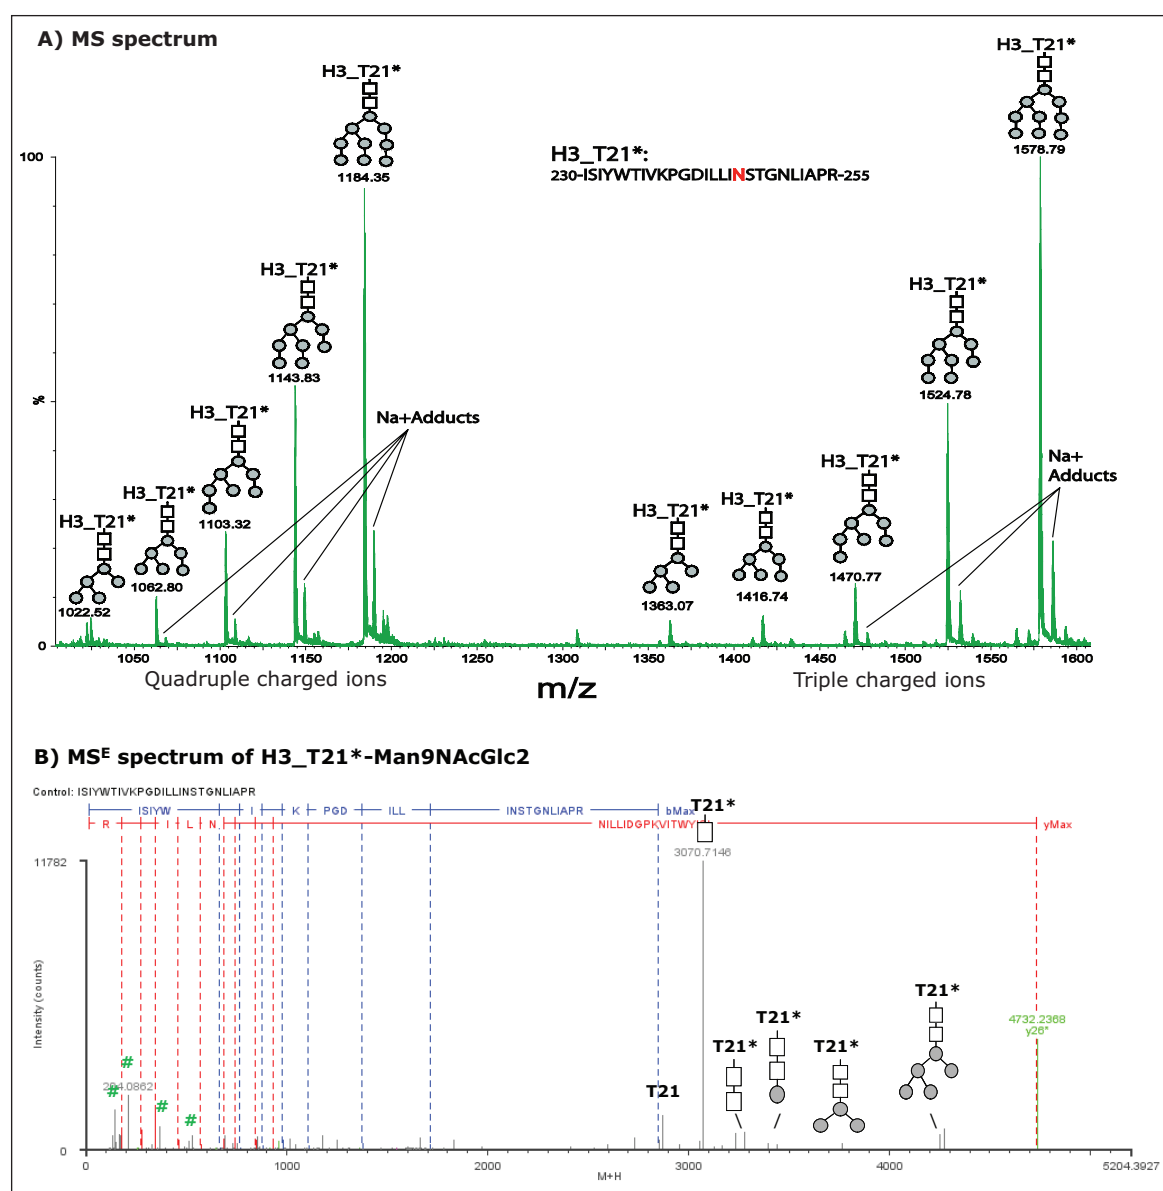 A) MS spectrum
H3_T21*
H3_T21*
1184.35
1578.79
H3_T21*:
230-ISIYWTIVKPGDILLINSTGNLIAPR-255
100
H3_T21*
1143.83
H3_T21*
1524.78
%
H3_T21*
1103.32
Na+Adducts
H3_T21*
1470.77
Na+
Adducts
H3_T21*
1062.80
H3_T21*
1022.52
H3_T21*
1363.07
H3_T21*
1416.74
0
1050
1100
1150
1200
1250
1300
1350
1400
1450
1500
1550
1600
Quadruple charged ions
m/z
Triple charged ions
B) MSE spectrum of H3_T21*-Man9NAcGlc2
Control: ISIYWTIVKPGDILLINSTGNLIAPR
ISIYW
I
K
PGD
ILL
INSTGNLIAPR
bMax
T21*
R
I
L
N
NILLIDGPKVITWY
yMax
3070.7146
11782
Intensity (counts)
T21*
T21*
T21*
T21*
4732.2368
y26"
T21
#
#
#
#
0
0
1000
2000
3000
4000
5204.3927
M+H